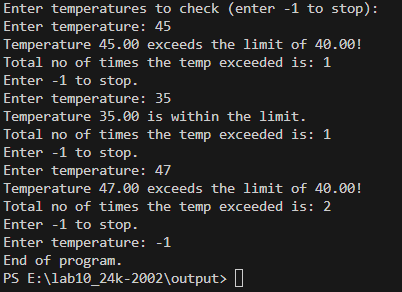 Enter temperatures to check (enter -1 to stop):
Enter temperature: 45
Temperature 45.00 exceeds the limit of 40.00!
Total no of times the temp exceeded is: 1
Enter -1 to stop.
Enter temperature: 35
Temperature 35.00 is within the limit.
Total no of times the temp exceeded is: 1
Enter -1 to stop.
Enter temperature: 47
Temperature 47.00 exceeds the limit of 40.00!
Total no of times the temp exceeded is: 2
Enter -1 to stop.
Enter temperature: -1
End of program.
PS E:\lab10_24k-2002\output>